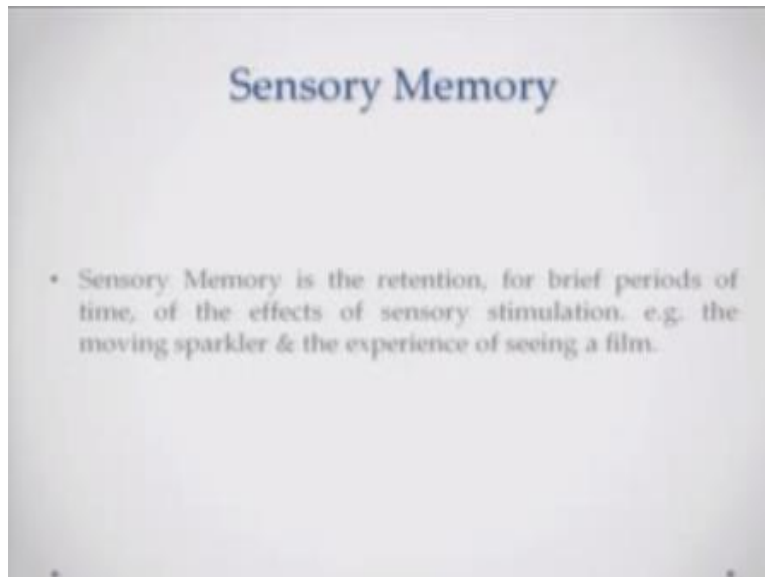 Sensory Memory
• Sensory Memory is the retention, for brief periods of
time, of the effects of sensory stimulation. e.g. the
moving sparkler & the experience of seeing a film.